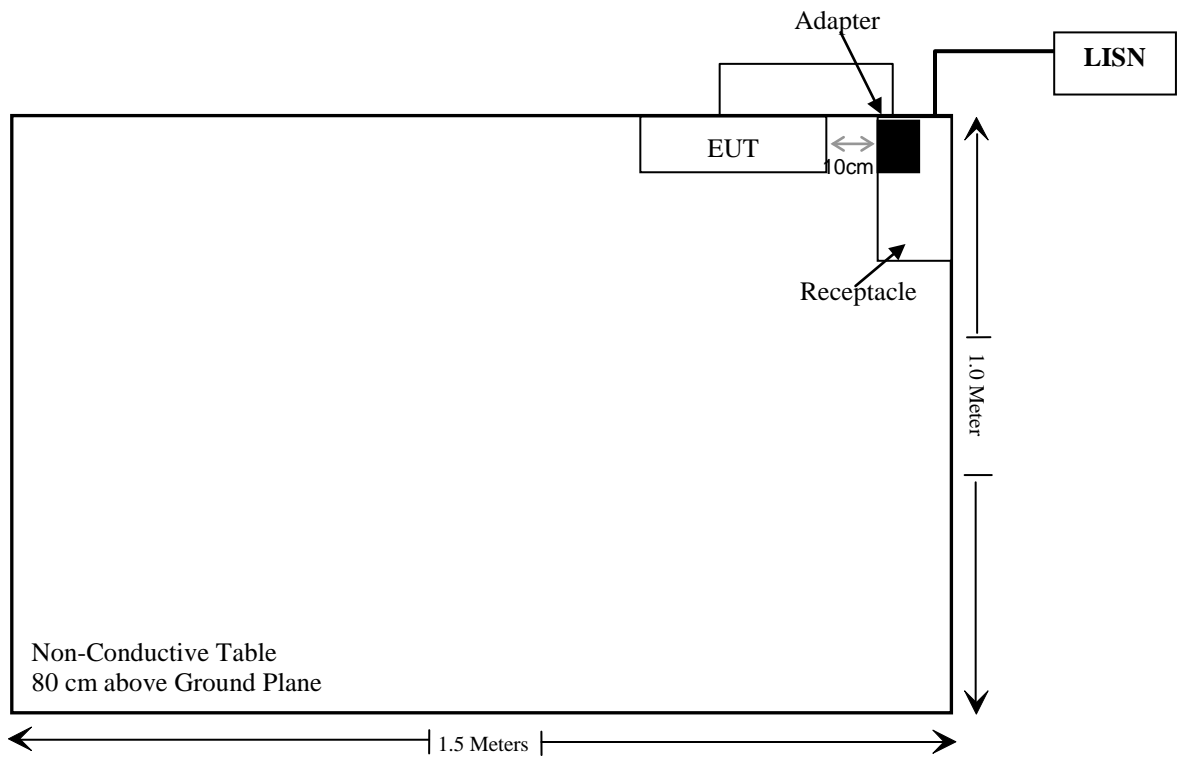 Adapter
LISN
EUT
10cm
Receptacle
1.0 Meter
Non-Conductive Table
80 cm above Ground Plane
1.5 Meters